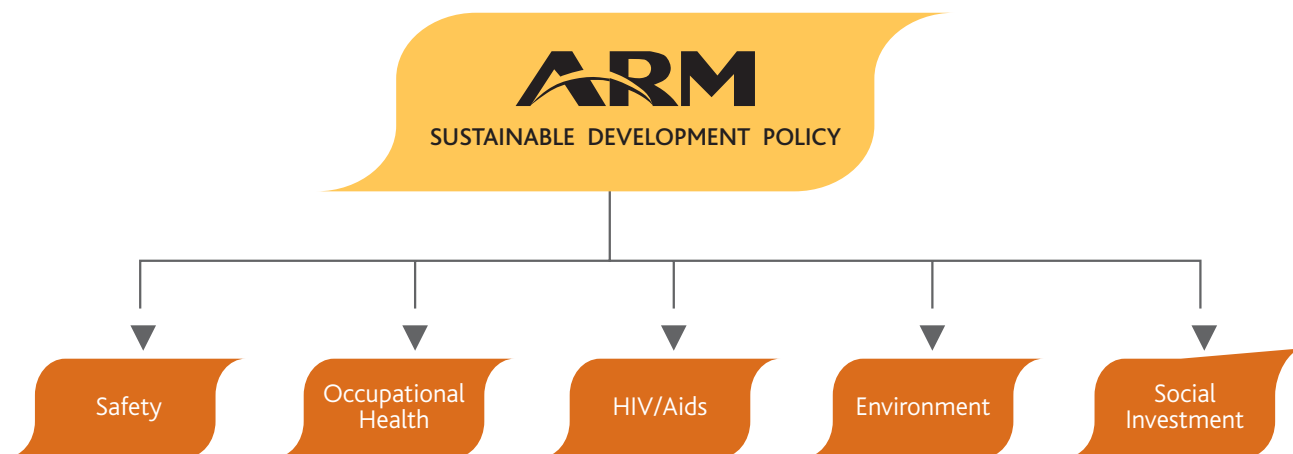 ARM
SUSTAINABLE DEVELOPMENT POLICY
Safety
Occupational
Health
HIV/Aids
Environment
Social
Investment